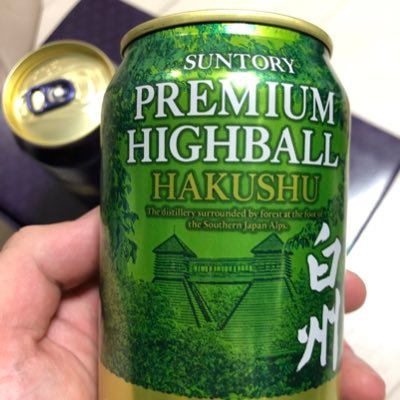 SUNTORY
PREMIUM
HIGHBALL
HAKUSHU
The distillery surrounded by forest at the foot of
the Southern Japan Alps.
白州